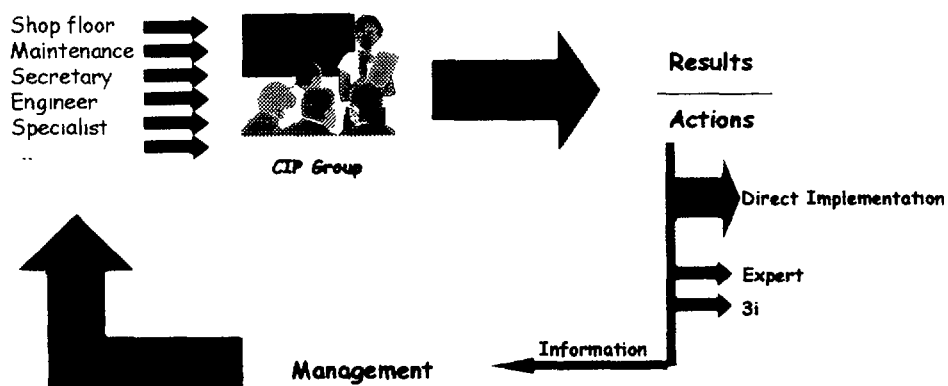 Shop floor
Maintenance
Secretary
Engineer
Specialist
..
CIP Group
Results
Actions
Direct Implementation
Expert
3i
Information
Management